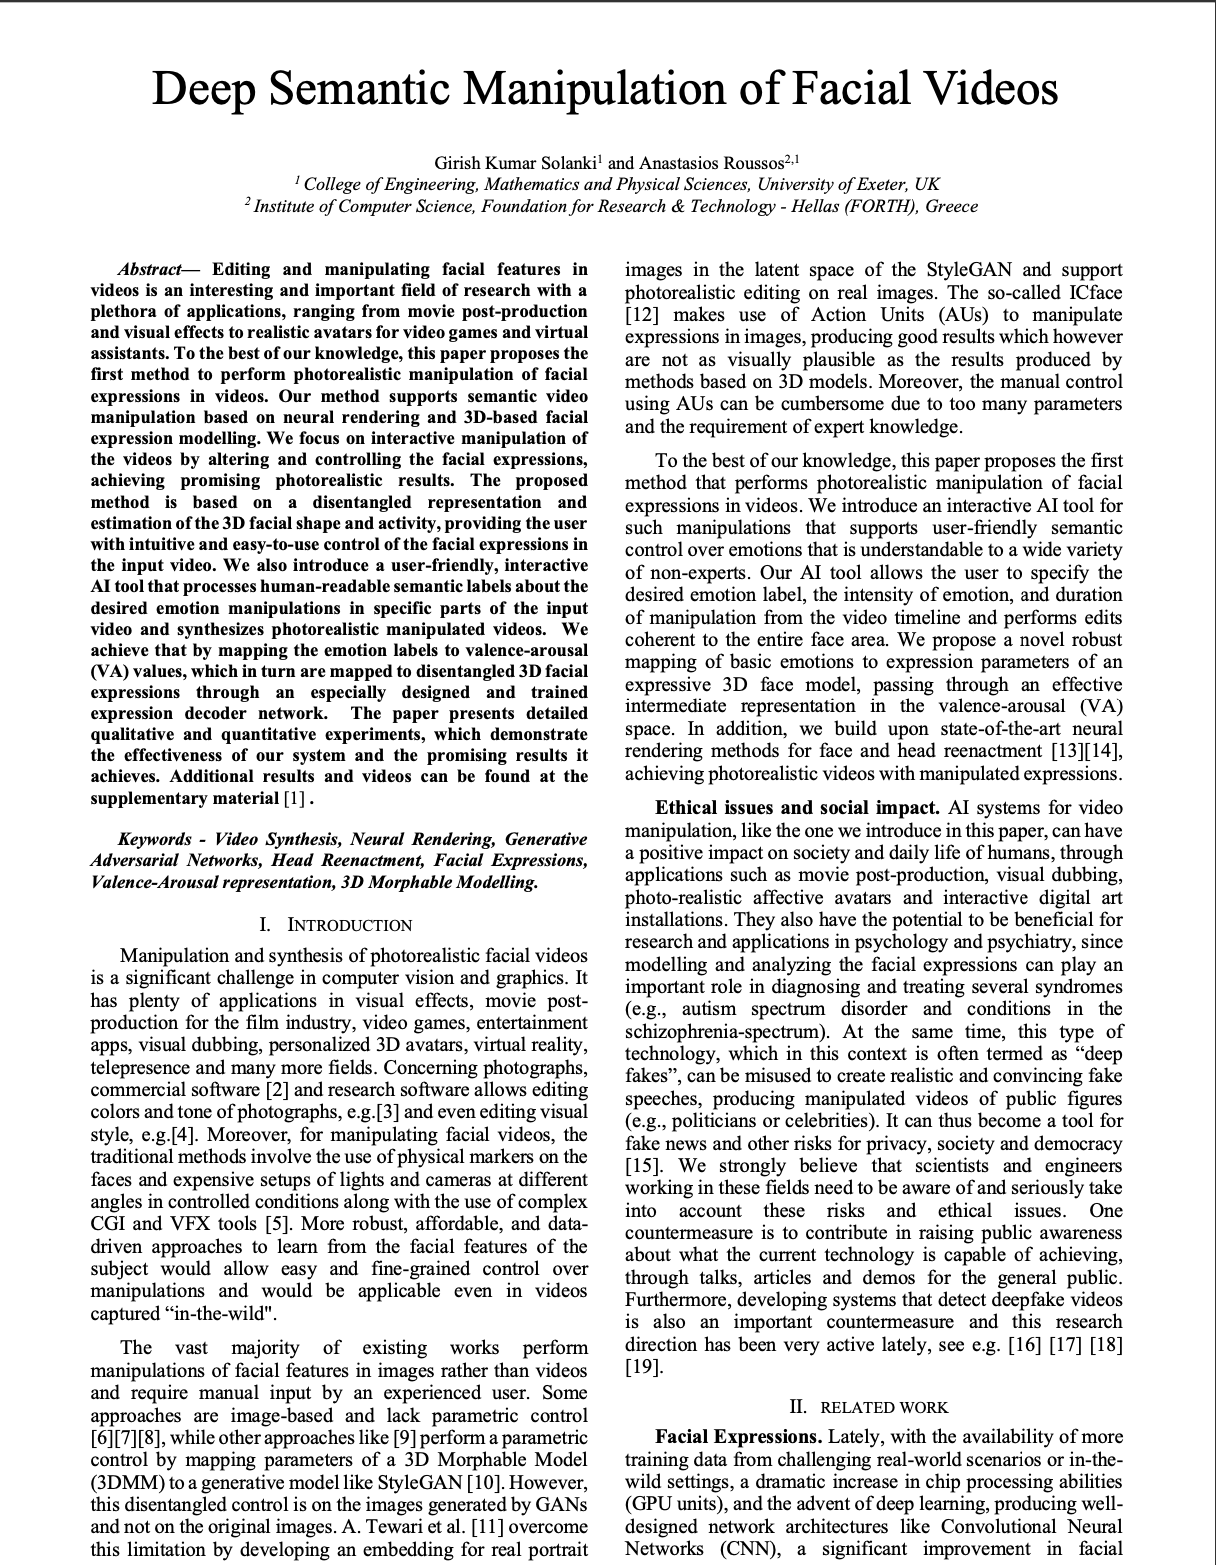 Deep Semantic Manipulation of Facial Videos
Girish Kumar Solanki1 and Anastasios Roussos2,1
1 College of Engineering, Mathematics and Physical Sciences, University of Exeter, UK
2 Institute of Computer Science, Foundation for Research & Technology - Hellas (FORTH), Greece
Abstract— Editing and manipulating facial features in
videos is an interesting and important field of research with a
plethora of applications, ranging from movie post-production
and visual effects to realistic avatars for video games and virtual
assistants. To the best of our knowledge, this paper proposes the
first method to perform photorealistic manipulation of facial
expressions in videos. Our method supports semantic video
manipulation based on neural rendering and 3D-based facial
expression modelling. We focus on interactive manipulation of
the videos by altering and controlling the facial expressions,
achieving promising photorealistic results. The proposed
method is based on a disentangled representation and
estimation of the 3D facial shape and activity, providing the user
with intuitive and easy-to-use control of the facial expressions in
the input video. We also introduce a user-friendly, interactive
AI tool that processes human-readable semantic labels about the
desired emotion manipulations in specific parts of the input
video and synthesizes photorealistic manipulated videos. We
achieve that by mapping the emotion labels to valence-arousal
(VA) values, which in turn are mapped to disentangled 3D facial
expressions through an especially designed and trained
expression decoder network. The paper presents detailed
qualitative and quantitative experiments, which demonstrate
the effectiveness of our system and the promising results it
achieves. Additional results and videos can be found at the
supplementary material [1] .
Keywords - Video Synthesis, Neural Rendering, Generative
Adversarial Networks, Head Reenactment, Facial Expressions,
Valence-Arousal representation, 3D Morphable Modelling.
I. INTRODUCTION
Manipulation and synthesis of photorealistic facial videos
is a significant challenge in computer vision and graphics. It
has plenty of applications in visual effects, movie post-
production for the film industry, video games, entertainment
apps, visual dubbing, personalized 3D avatars, virtual reality,
telepresence and many more fields. Concerning photographs,
commercial software [2] and research software allows editing
colors and tone of photographs, e.g.[3] and even editing visual
style, e.g.[4]. Moreover, for manipulating facial videos, the
traditional methods involve the use of physical markers on the
faces and expensive setups of lights and cameras at different
angles in controlled conditions along with the use of complex
CGI and VFX tools [5]. More robust, affordable, and data-
driven approaches to learn from the facial features of the
subject would allow easy and fine-grained control over
manipulations and would be applicable even in videos
captured “in-the-wild".
The vast majority of existing works perform
manipulations of facial features in images rather than videos
and require manual input by an experienced user. Some
approaches are image-based and lack parametric control
[6][7][8], while other approaches like [9] perform a parametric
control by mapping parameters of a 3D Morphable Model
(3DMM) to a generative model like StyleGAN [10]. However,
this disentangled control is on the images generated by GANs
and not on the original images. A. Tewari et al. [11] overcome
this limitation by developing an embedding for real portrait
images in the latent space of the StyleGAN and support
photorealistic editing on real images. The so-called ICface
[12] makes use of Action Units (AUs) to manipulate
expressions in images, producing good results which however
are not as visually plausible as the results produced by
methods based on 3D models. Moreover, the manual control
using AUs can be cumbersome due to too many parameters
and the requirement of expert knowledge.
To the best of our knowledge, this paper proposes the first
method that performs photorealistic manipulation of facial
expressions in videos. We introduce an interactive AI tool for
such manipulations that supports user-friendly semantic
control over emotions that is understandable to a wide variety
of non-experts. Our AI tool allows the user to specify the
desired emotion label, the intensity of emotion, and duration
of manipulation from the video timeline and performs edits
coherent to the entire face area. We propose a novel robust
mapping of basic emotions to expression parameters of an
expressive 3D face model, passing through an effective
intermediate representation in the valence-arousal (VA)
space. In addition, we build upon state-of-the-art neural
rendering methods for face and head reenactment [13][14],
achieving photorealistic videos with manipulated expressions.
Ethical issues and social impact. AI systems for video
manipulation, like the one we introduce in this paper, can have
a positive impact on society and daily life of humans, through
applications such as movie post-production, visual dubbing,
photo-realistic affective avatars and interactive digital art
installations. They also have the potential to be beneficial for
research and applications in psychology and psychiatry, since
modelling and analyzing the facial expressions can play an
important role in diagnosing and treating several syndromes
(e.g., autism spectrum disorder and conditions in the
schizophrenia-spectrum). At the same time, this type of
technology, which in this context is often termed as “deep
fakes”, can be misused to create realistic and convincing fake
speeches, producing manipulated videos of public figures
(e.g., politicians or celebrities). It can thus become a tool for
fake news and other risks for privacy, society and democracy
[15]. We strongly believe that scientists and engineers
working in these fields need to be aware of and seriously take
into account these risks and ethical issues. One
countermeasure is to contribute in raising public awareness
about what the current technology is capable of achieving,
through talks, articles and demos for the general public.
Furthermore, developing systems that detect deepfake videos
is also an important countermeasure and this research
direction has been very active lately, see e.g. [16] [17] [18]
[19].
II. RELATED WORK
Facial Expressions. Lately, with the availability of more
training data from challenging real-world scenarios or in-the-
wild settings, a dramatic increase in chip processing abilities
(GPU units), and the advent of deep learning, producing well-
designed network architectures like Convolutional Neural
Networks (CNN), a significant improvement in facial